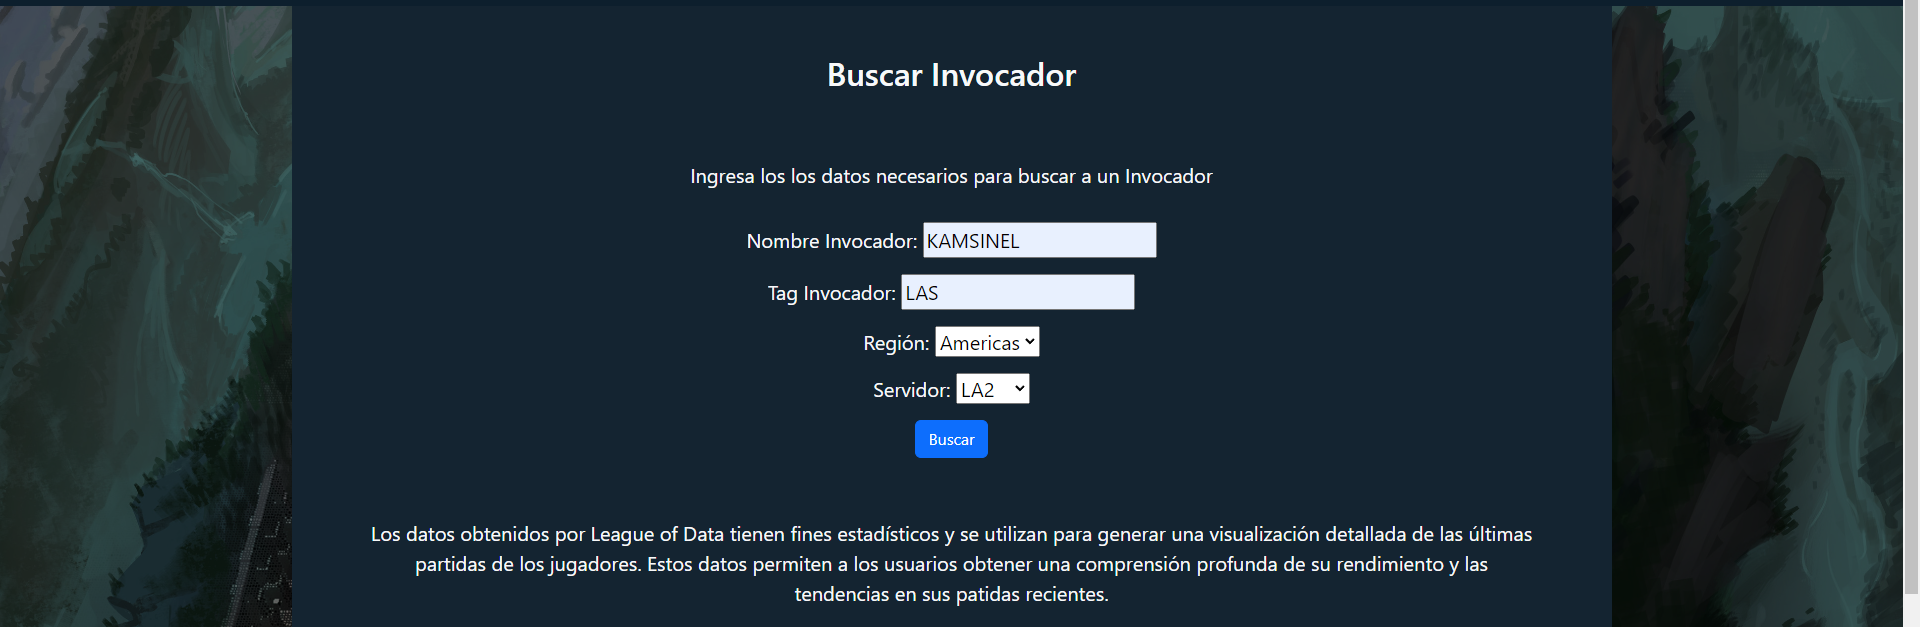 Buscar Invocador
Ingresa los los datos necesarios para buscar a un Invocador
Nombre Invocador: KAMSINEL
Tag Invocador: LAS
Región: Americas
Servidor: LA2
Buscar
Los datos obtenidos por League of Data tienen fines estadísticos y se utilizan para generar una visualización detallada de las últimas
partidas de los jugadores. Estos datos permiten a los usuarios obtener una comprensión profunda de su rendimiento y las
tendencias en sus patidas recientes.